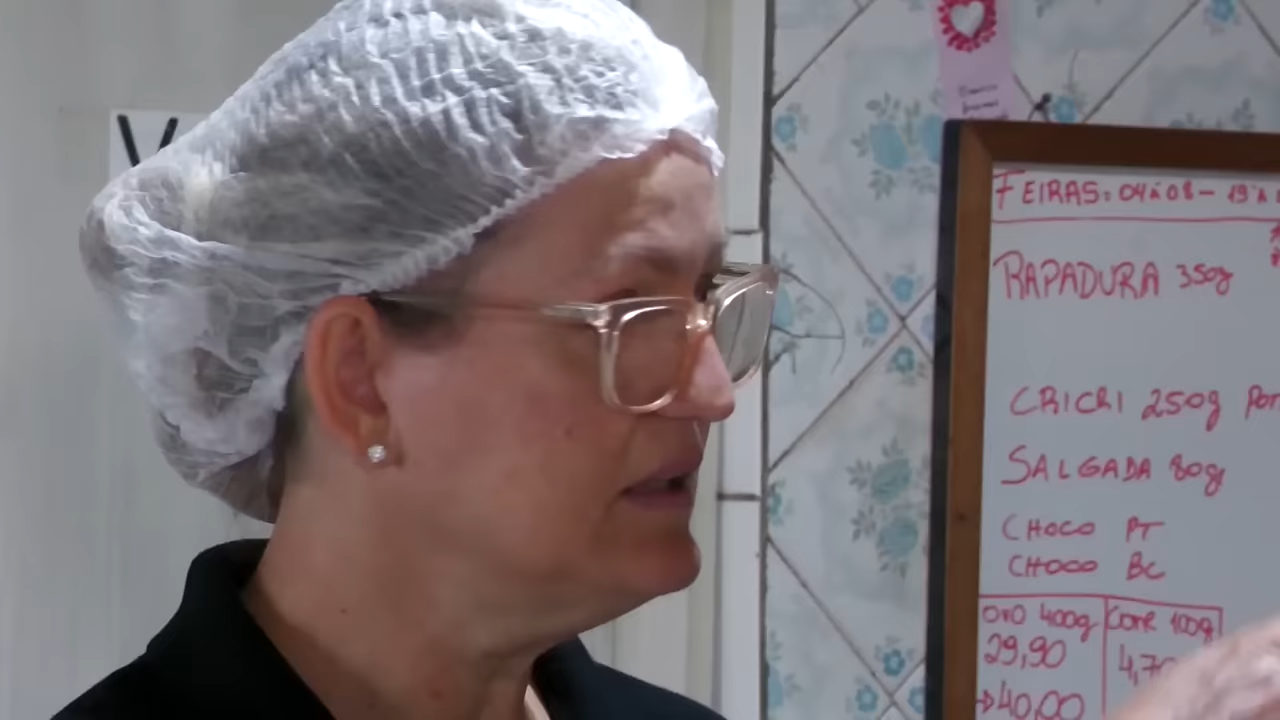 FEIRAS: 04 A 08 - 19 A
RAPADURA 350g
CRICRI 250g
SALGADA 80g
CHOCO PT
CHOCO BC
OVO 400g
29,90
40,00
CONE 100g
4,70